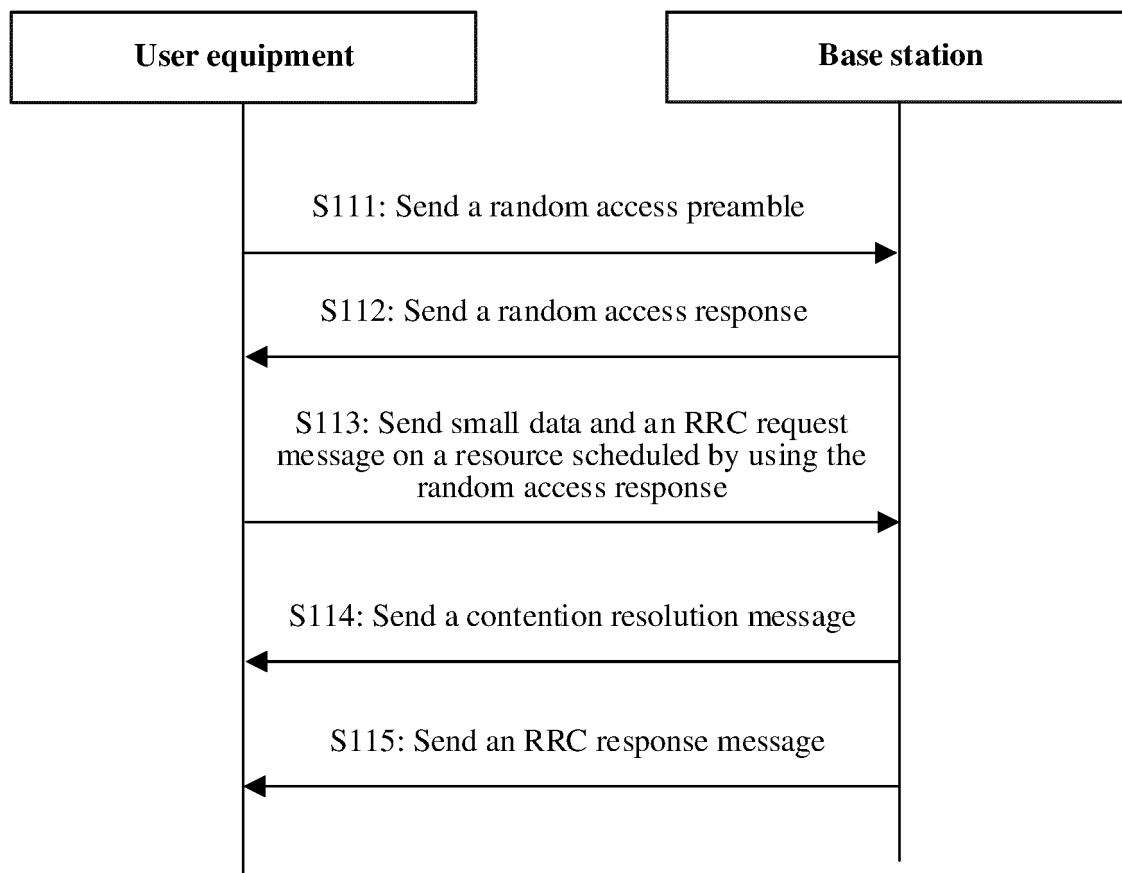 User equipment
Base station
S111: Send a random access preamble
S112: Send a random access response
S113: Send small data and an RRC request
message on a resource scheduled by using the
random access response
S114: Send a contention resolution message
S115: Send an RRC response message